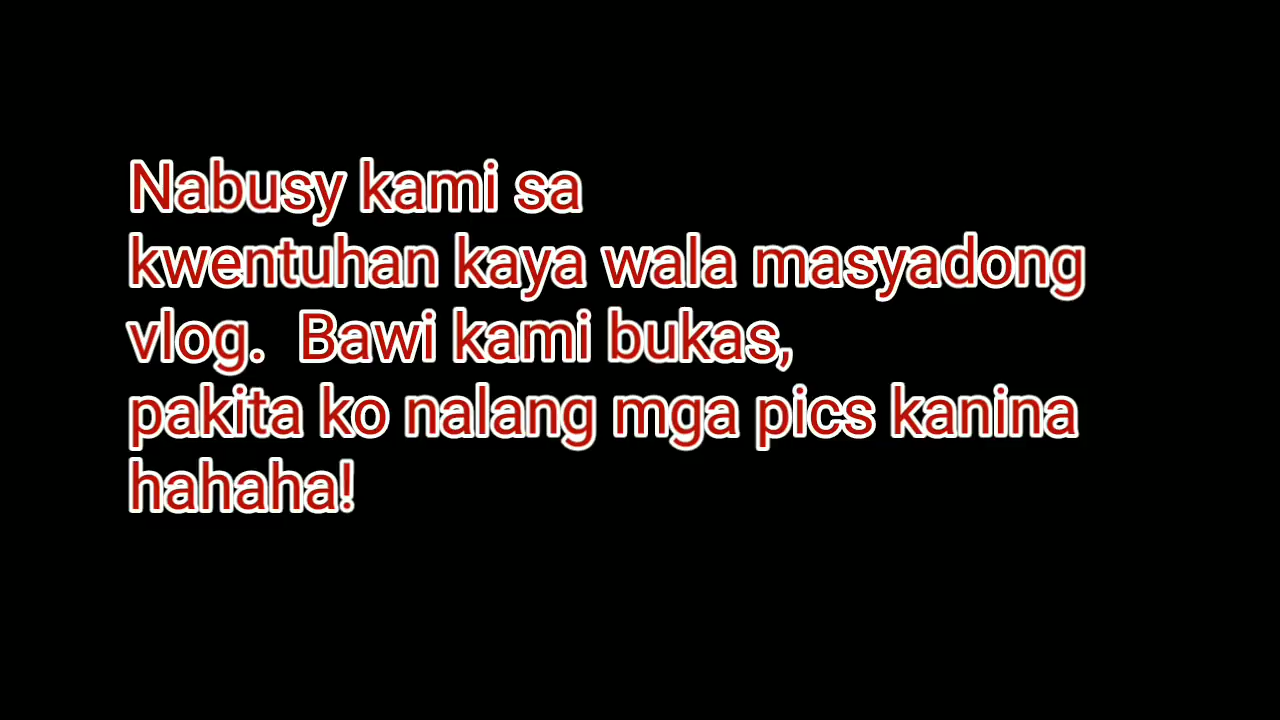 Nabusy kami sa
kwentuhan kaya wala masyadong
vlog.  Bawi kami bukas,
pakita ko nalang mga pics kanina
hahaha!